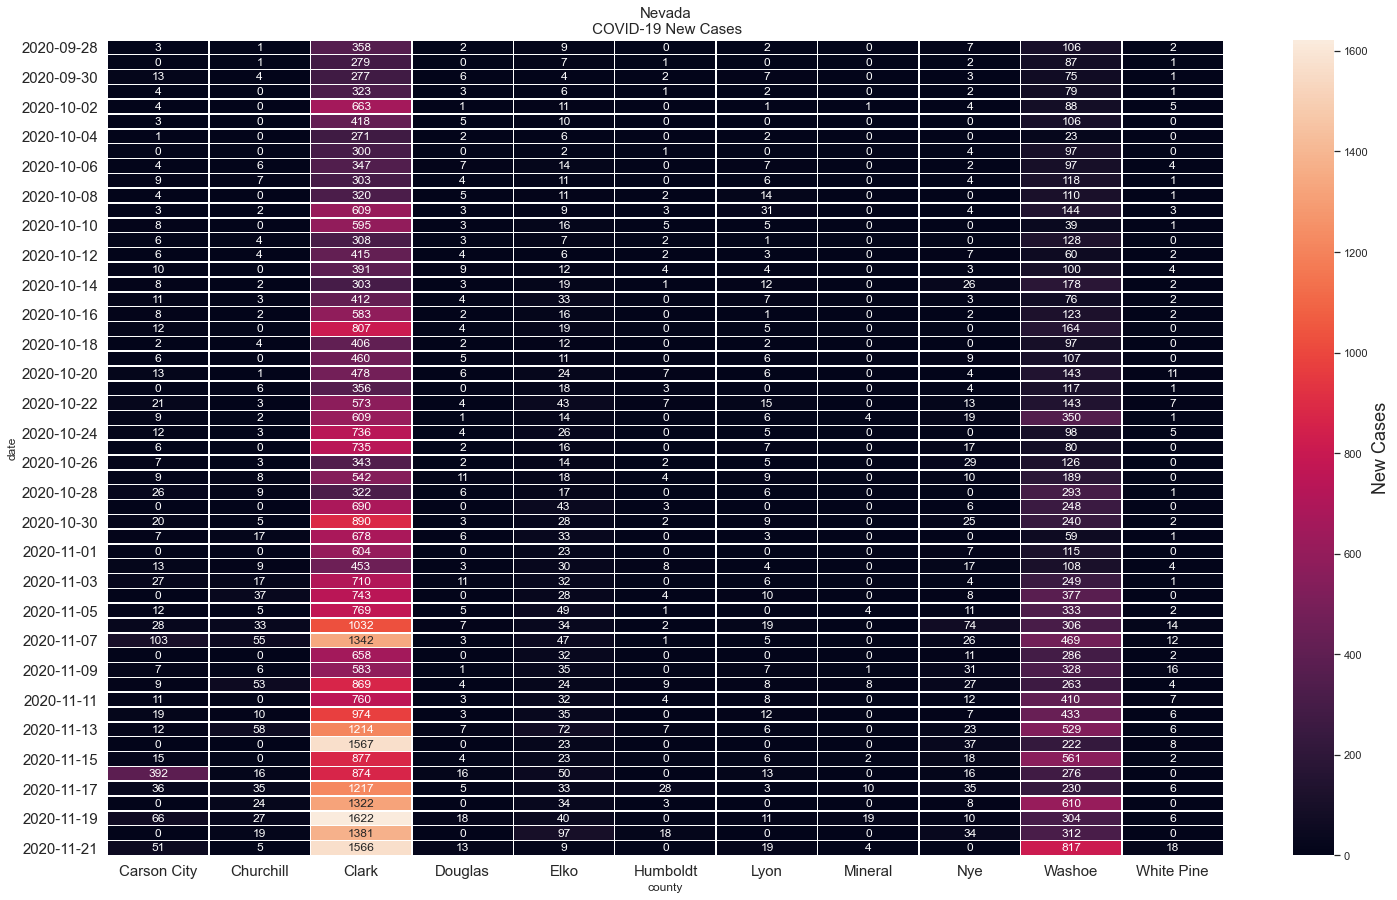 Nevada
COVID-19 New Cases
2020-09-28 3 1 358 2 9 0 2 0 7 106 2
0 1 279 0 7 1 0 0 2 87 1
2020-09-30 13 4 277 6 4 2 7 0 3 75 1
4 0 323 3 6 1 2 0 2 79 1
2020-10-02 4 0 663 1 11 0 1 1 4 88 5
3 0 418 5 10 0 0 0 0 106 0
2020-10-04 1 0 271 2 6 0 2 0 0 23 0
0 0 300 0 2 1 0 0 4 97 0
2020-10-06 4 6 347 7 14 0 7 0 2 97 4
9 7 303 4 11 0 6 0 4 118 1
2020-10-08 4 0 320 5 11 2 14 0 0 110 1
3 2 609 3 9 3 31 0 4 144 3
2020-10-10 8 0 595 3 16 5 5 0 0 39 1
6 4 308 3 7 2 1 0 0 128 0
2020-10-12 6 4 415 4 6 2 3 0 7 60 2
10 0 391 9 12 4 4 0 3 100 4
2020-10-14 8 2 303 3 19 1 12 0 26 178 2
11 3 412 4 33 0 7 0 3 76 2
2020-10-16 8 2 583 2 16 0 1 0 2 123 2
12 0 807 4 19 0 5 0 0 164 0
2020-10-18 2 4 406 2 12 0 2 0 0 97 0
6 0 460 5 11 0 6 0 9 107 0
2020-10-20 13 1 478 6 24 7 6 0 4 143 11
0 6 356 0 18 3 0 0 4 117 1
2020-10-22 21 3 573 4 43 7 15 0 13 143 7
9 2 609 1 14 0 6 4 19 350 1
2020-10-24 12 3 736 4 26 0 5 0 0 98 5
6 0 735 2 16 0 7 0 17 80 0
2020-10-26 7 3 343 2 14 2 5 0 29 126 0
9 8 542 11 18 4 9 0 10 189 0
2020-10-28 26 9 322 6 17 0 6 0 0 293 1
0 0 690 0 43 3 0 0 6 248 0
2020-10-30 20 5 890 3 28 2 9 0 25 240 2
7 17 678 6 33 0 3 0 0 59 1
2020-11-01 0 0 604 0 23 0 0 0 7 115 0
13 9 453 3 30 8 4 0 17 108 4
2020-11-03 27 17 710 11 32 0 6 0 4 249 1
0 37 743 0 28 4 10 0 8 377 0
2020-11-05 12 5 769 5 49 1 0 4 11 333 2
28 33 1032 7 34 2 19 0 74 306 14
2020-11-07 103 55 1342 3 47 1 5 0 26 469 12
0 0 658 0 32 0 0 0 11 286 2
2020-11-09 7 6 583 1 35 0 7 1 31 328 16
9 53 869 4 24 9 8 8 27 263 4
2020-11-11 11 0 760 3 32 4 8 0 12 410 7
19 10 974 3 35 0 12 0 7 433 6
2020-11-13 12 58 1214 7 72 7 6 0 23 529 6
0 0 1567 0 23 0 0 0 37 222 8
2020-11-15 15 0 877 4 23 0 6 2 18 561 2
392 16 874 16 50 0 13 0 16 276 0
2020-11-17 36 35 1217 5 33 28 3 10 35 230 6
0 24 1322 0 34 3 0 0 8 610 0
2020-11-19 66 27 1622 18 40 0 11 19 10 304 6
0 19 1381 0 97 18 0 0 34 312 0
2020-11-21 51 5 1566 13 9 0 19 4 0 817 18
Carson City Churchill Clark Douglas Elko Humboldt Lyon Mineral Nye Washoe White Pine
county
date
1600
1400
1200
1000
800
600
400
200
0
New Cases